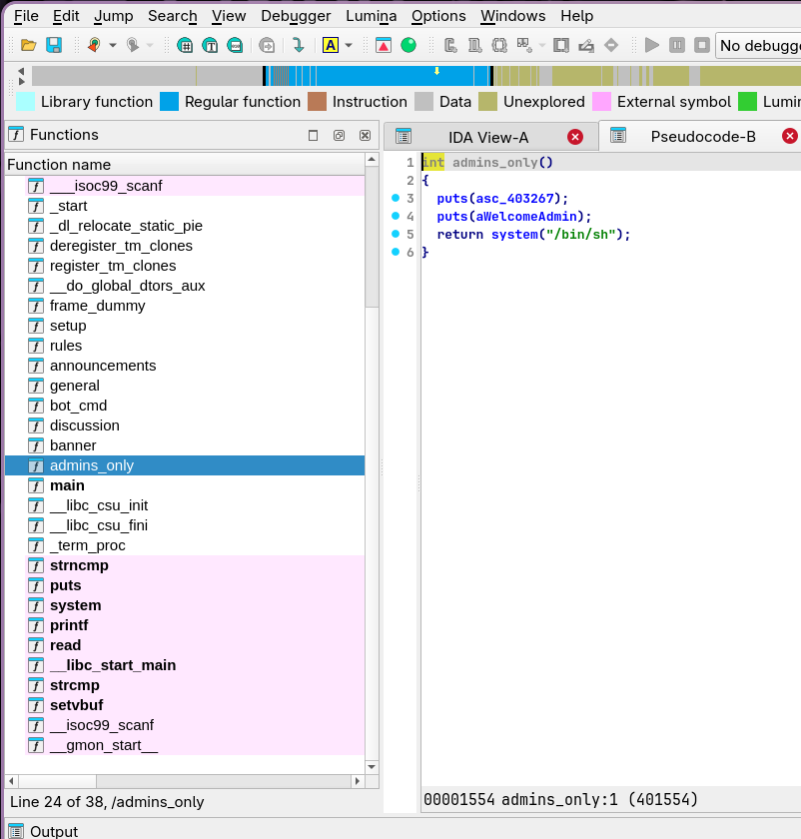 File Edit Jump Search View Debugger Lumina Options Windows Help
A No debugge
Library function Regular function Instruction Data Unexplored External symbol Lumin
f Functions
IDA View-A Pseudocode-B
Function name
f ___isoc99_scanf
f _start
f _dl_relocate_static_pie
f deregister_tm_clones
f register_tm_clones
f __do_global_dtors_aux
f frame_dummy
f setup
f rules
f announcements
f general
f bot_cmd
f discussion
f banner
f admins_only
f main
f __libc_csu_init
f __libc_csu_fini
f _term_proc
f strncmp
f puts
f system
f printf
f read
f __libc_start_main
f strcmp
f setvbuf
f __isoc99_scanf
f __gmon_start__
Line 24 of 38, /admins_only
1 int admins_only()
2 {
3 puts(asc_403267);
4 puts(aWelcomeAdmin);
5 return system("/bin/sh");
6 }
00001554 admins_only:1 (401554)
Output